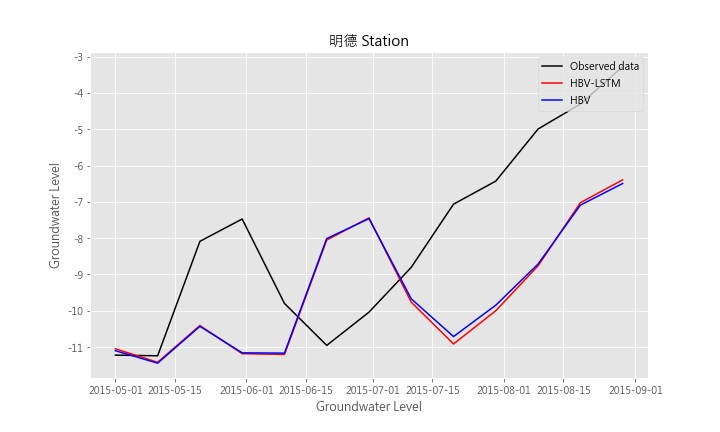 明德 Station
Observed data
HBV-LSTM
HBV
Groundwater Level
-3
-4
-5
-6
-7
-8
-9
-10
-11
2015-05-01 2015-05-15 2015-06-01 2015-06-15 2015-07-01 2015-07-15 2015-08-01 2015-08-15 2015-09-01
Groundwater Level